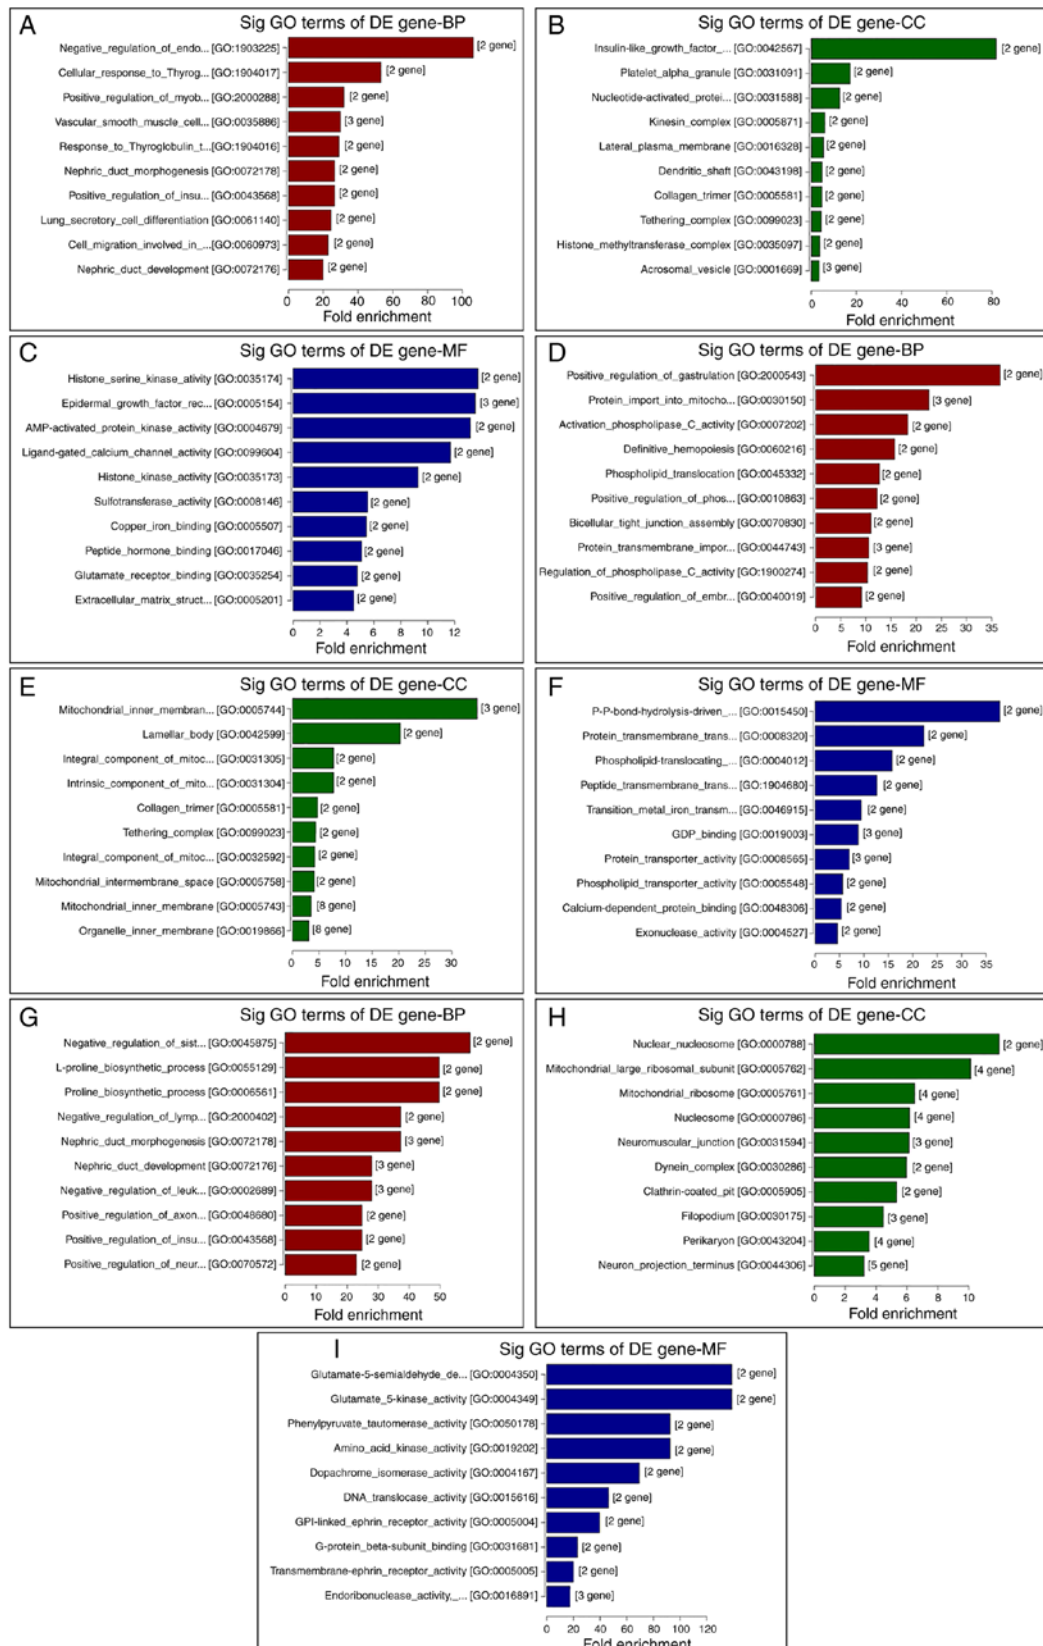 A
Sig GO terms of DE gene-BP
Negative_regulation_of_endo... [GO:1903225] [2 gene]
Cellular_response_to_Thyrog... [GO:1904017] [2 gene]
Positive_regulation_of_myob... [GO:2000288] [2 gene]
Vascular_smooth_muscle_cell... [GO:0035886] [3 gene]
Response_to_Thyroglobulin_t... [GO:1904016] [2 gene]
Nephric_duct_morphogenesis [GO:0072178] [2 gene]
Positive_regulation_of_insu... [GO:0043568] [2 gene]
Lung_secretory_cell_differentiation [GO:0061140] [2 gene]
Cell_migration_involved_in_...[GO:0060973] [2 gene]
Nephric_duct_development [GO:0072176] [2 gene]
0 20 40 60 80 100
Fold enrichment
B
Sig GO terms of DE gene-CC
Insulin-like_growth_factor_... [GO:0042567] [2 gene]
Platelet_alpha_granule [GO:0031091] [2 gene]
Nucleotide-activated_protei... [GO:0031588] [2 gene]
Kinesin_complex [GO:0005871] [2 gene]
Lateral_plasma_membrane [GO:0016328] [2 gene]
Dendritic_shaft [GO:0043198] [2 gene]
Collagen_trimer [GO:0005581] [2 gene]
Tethering_complex [GO:0099023] [2 gene]
Histone_methyltransferase_complex [GO:0035097] [2 gene]
Acrosomal_vesicle [GO:0001669] [3 gene]
0 20 40 60 80
Fold enrichment
C
Sig GO terms of DE gene-MF
Histone_serine_kinase_ativity [GO:0035174] [2 gene]
Epidermal_growth_factor_rec... [GO:0005154] [3 gene]
AMP-activated_protein_kinase_activity [GO:0004679] [2 gene]
Ligand-gated_calcium_channel_activity [GO:0099604] [2 gene]
Histone_kinase_activity [GO:0035173] [2 gene]
Sulfotransferase_activity [GO:0008146] [2 gene]
Copper_iron_binding [GO:0005507] [2 gene]
Peptide_hormone_binding [GO:0017046] [2 gene]
Glutamate_receptor_binding [GO:0035254] [2 gene]
Extracellular_matrix_struct... [GO:0005201] [2 gene]
0 2 4 6 8 10 12
Fold enrichment
D
Sig GO terms of DE gene-BP
Positive_regulation_of_gastrulation [GO:2000543] [2 gene]
Protein_import_into_mitocho... [GO:0030150] [3 gene]
Activation_phospholipase_C_activity [GO:0007202] [2 gene]
Definitive_hemopoiesis [GO:0060216] [2 gene]
Phospholipid_translocation [GO:0045332] [2 gene]
Positive_regulation_of_phos... [GO:0010863] [2 gene]
Bicellular_tight_junction_assembly [GO:0070830] [2 gene]
Protein_transmembrane_impor... [GO:0044743] [3 gene]
Regulation_of_phospholipase_C_activity [GO:1900274] [2 gene]
Positive_regulation_of_embr... [GO:0040019] [2 gene]
0 5 10 15 20 25 30 35
Fold enrichment
E
Sig GO terms of DE gene-CC
Mitochondrial_inner_membran... [GO:0005744] [3 gene]
Lamellar_body [GO:0042599] [2 gene]
Integral_component_of_mitoc... [GO:0031305] [2 gene]
Intrinsic_component_of_mito... [GO:0031304] [2 gene]
Collagen_trimer [GO:0005581] [2 gene]
Tethering_complex [GO:0099023] [2 gene]
Integral_component_of_mitoc... [GO:0032592] [2 gene]
Mitochondrial_intermembrane_space [GO:0005758] [2 gene]
Mitochondrial_inner_membrane [GO:0005743] [8 gene]
Organelle_inner_membrane [GO:0019866] [8 gene]
0 5 10 15 20 25 30
Fold enrichment
F
Sig GO terms of DE gene-MF
P-P-bond-hydrolysis-driven_... [GO:0015450] [2 gene]
Protein_transmembrane_trans... [GO:0008320] [2 gene]
Phospholipid-translocating_... [GO:0004012] [2 gene]
Peptide_transmembrane_trans... [GO:1904680] [2 gene]
Transition_metal_iron_transm... [GO:0046915] [2 gene]
GDP_binding [GO:0019003] [3 gene]
Protein_transporter_activity [GO:0008565] [3 gene]
Phospholipid_transporter_activity [GO:0005548] [2 gene]
Calcium-dependent_protein_binding [GO:0048306] [2 gene]
Exonuclease_activity [GO:0004527] [2 gene]
0 5 10 15 20 25 30 35
Fold enrichment
G
Sig GO terms of DE gene-BP
Negative_regulation_of_sist... [GO:0045875] [2 gene]
L-proline_biosynthetic_process [GO:0055129] [2 gene]
Proline_biosynthetic_process [GO:0006561] [2 gene]
Negative_regulation_of_lymp... [GO:2000402] [2 gene]
Nephric_duct_morphogenesis [GO:0072178] [3 gene]
Nephric_duct_development [GO:0072176] [3 gene]
Negative_regulation_of_leuk... [GO:0002689] [3 gene]
Positive_regulation_of_axon... [GO:0048680] [2 gene]
Positive_regulation_of_insu... [GO:0043568] [2 gene]
Positive_regulation_of_neur... [GO:0070572] [2 gene]
0 10 20 30 40 50
Fold enrichment
H
Sig GO terms of DE gene-CC
Nuclear_nucleosome [GO:0000788] [2 gene]
Mitochondrial_large_ribosomal_subunit [GO:0005762] [4 gene]
Mitochondrial_ribosome [GO:0005761] [4 gene]
Nucleosome [GO:0000786] [4 gene]
Neuromuscular_junction [GO:0031594] [3 gene]
Dynein_complex [GO:0030286] [2 gene]
Clathrin-coated_pit [GO:0005905] [2 gene]
Filopodium [GO:0030175] [3 gene]
Perikaryon [GO:0043204] [4 gene]
Neuron_projection_terminus [GO:0044306] [5 gene]
0 2 4 6 8 10
Fold enrichment
I
Sig GO terms of DE gene-MF
Glutamate-5-semialdehyde_de... [GO:0004350] [2 gene]
Glutamate_5-kinase_activity [GO:0004349] [2 gene]
Phenylpyruvate_tautomerase_activity [GO:0050178] [2 gene]
Amino_acid_kinase_activity [GO:0019202] [2 gene]
Dopachrome_isomerase_activity [GO:0004167] [2 gene]
DNA_translocase_activity [GO:0015616] [2 gene]
GPI-linked_ephrin_receptor_activity [GO:0005004] [2 gene]
G-protein_beta-subunit_binding [GO:0031681] [2 gene]
Transmembrane-ephrin_receptor_activity [GO:0005005] [2 gene]
Endoribonuclease_activity,_... [GO:0016891] [3 gene]
0 20 40 60 80 100 120
Fold enrichment